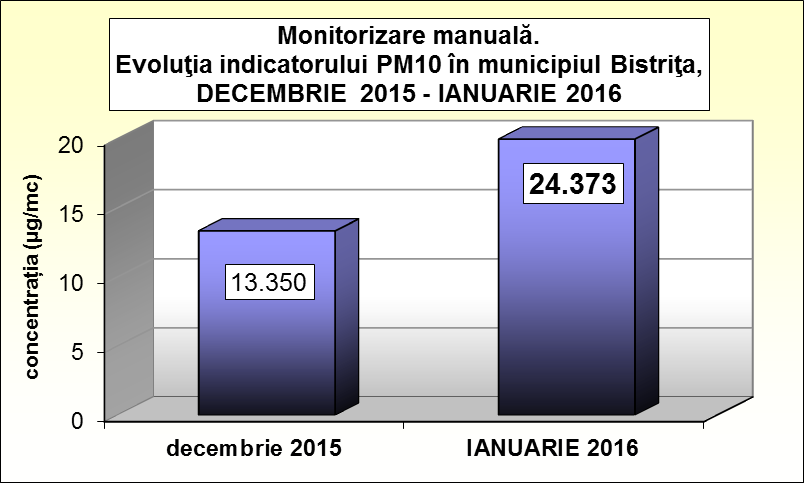 Monitorizare manuală.
Evoluţia indicatorului PM10 în municipiul Bistriţa,
DECEMBRIE 2015 - IANUARIE 2016
concentrația (µg/mc)
20
15
10
5
0
13.350
24.373
decembrie 2015
IANUARIE 2016